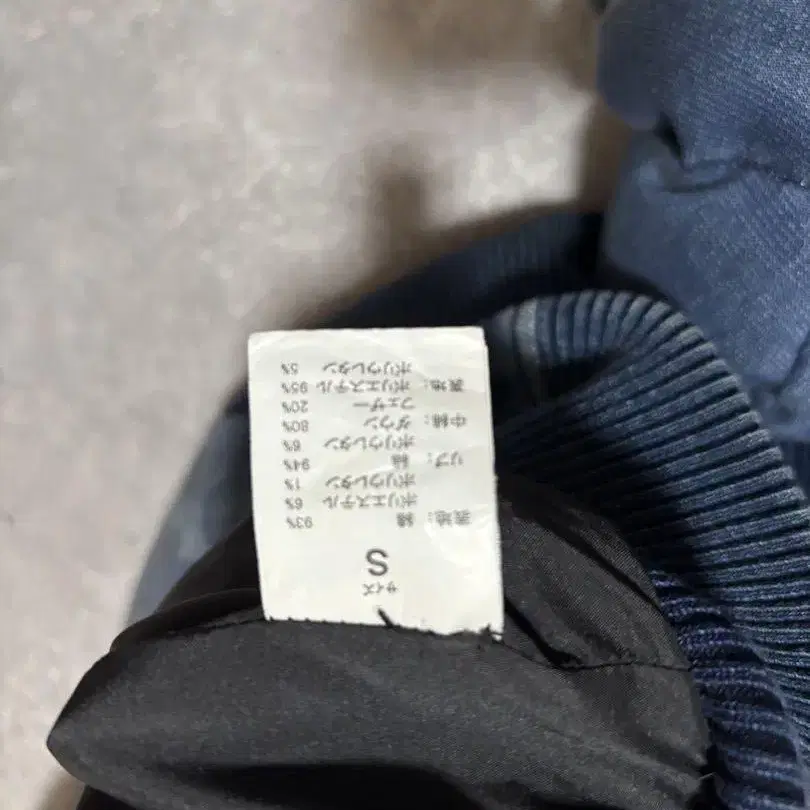 サイズ
S
表地: 綿 93%
ポリエステル 6%
ポリウレタン 1%
リブ: 綿 94%
ポリウレタン 6%
中綿: ダウン 80%
フェザー 20%
表地: ポリエステル 95%
ポリウレタン 5%